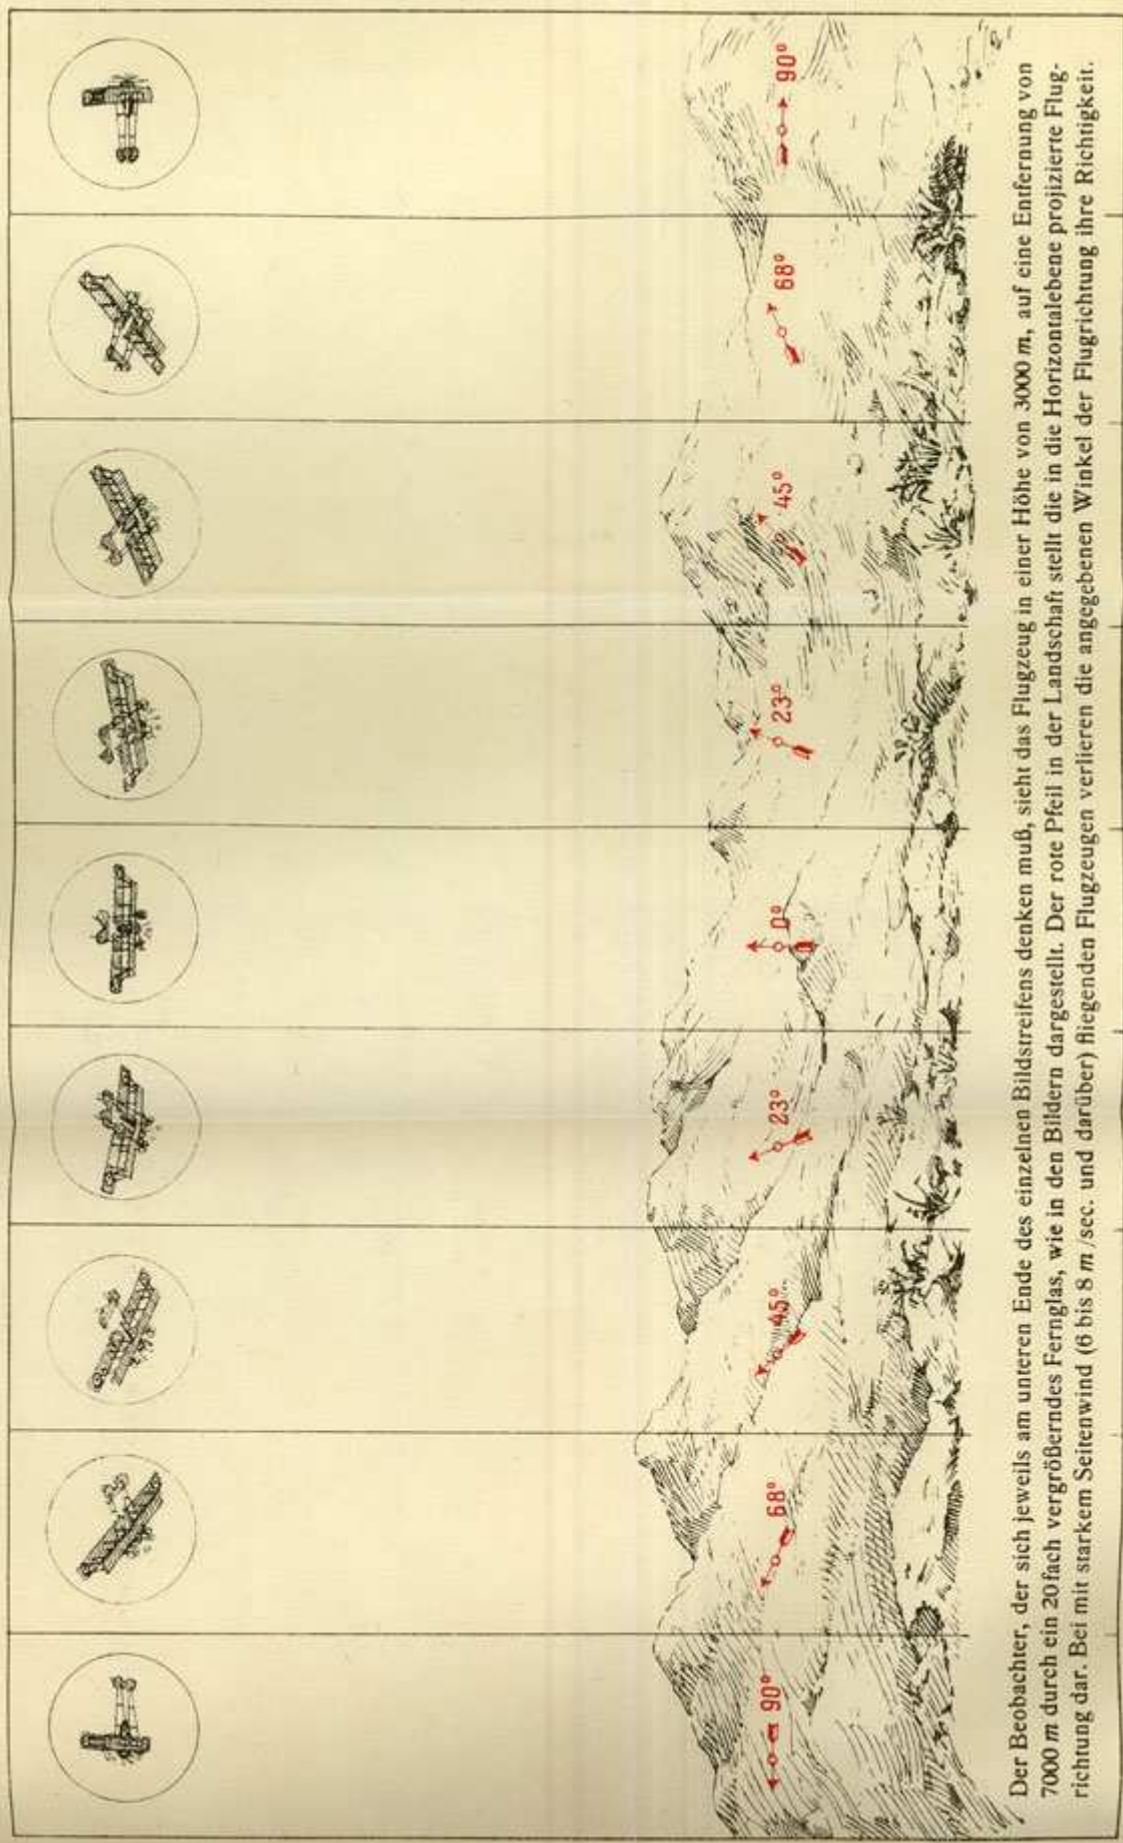 90° 68° 45° 23° 0° 23° 45° 68° 90°
Der Beobachter, der sich jeweils am unteren Ende des einzelnen Bildstreifens denken muß, sieht das Flugzeug in einer Höhe von 3000 m, auf eine Entfernung von
7000 m durch ein 20fach vergrößerndes Fernglas, wie in den Bildern dargestellt. Der rote Pfeil in der Landschaft stellt die in die Horizontalebene projizierte Flug-
richtung dar. Bei mit starkem Seitenwind (6 bis 8 m/sec. und darüber) fliegenden Flugzeugen verlieren die angegebenen Winkel der Flugrichtung ihre Richtigkeit.